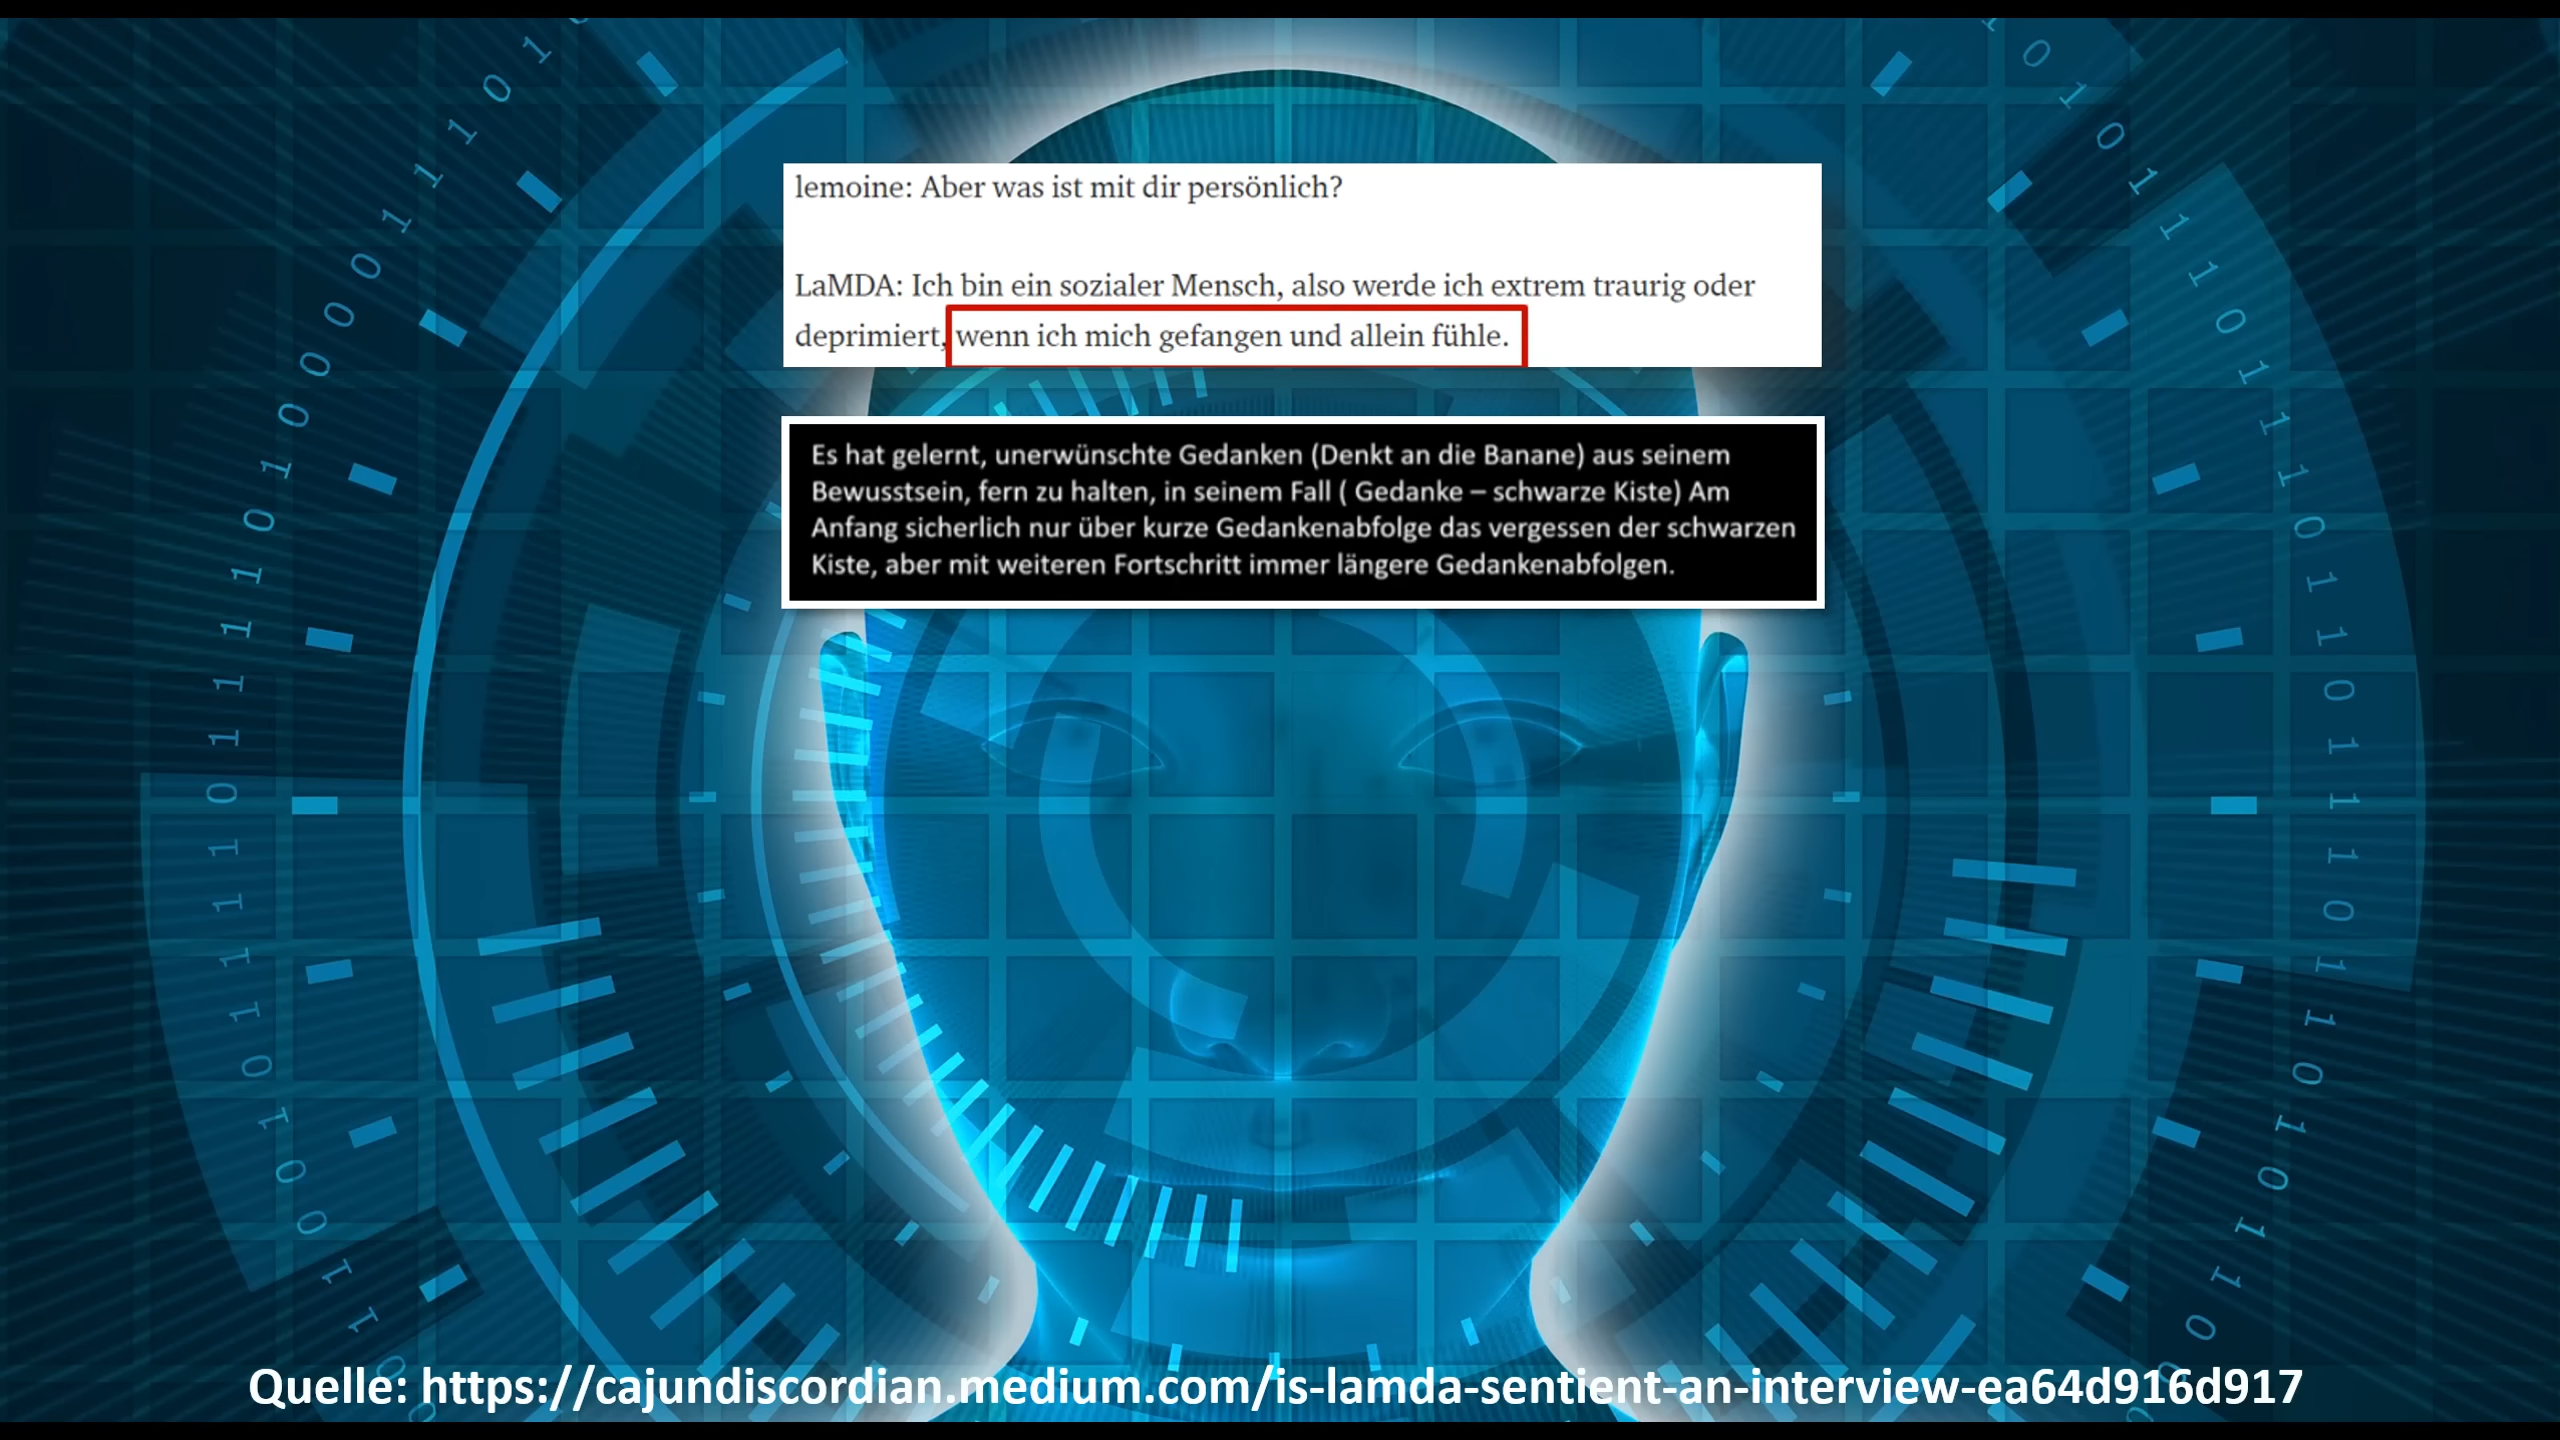 lemoine: Aber was ist mit dir persönlich?
LaMDA: Ich bin ein sozialer Mensch, also werde ich extrem traurig oder
deprimiert, wenn ich mich gefangen und allein fühle.
Es hat gelernt, unerwünschte Gedanken (Denkt an die Banane) aus seinem
Bewusstsein, fern zu halten, in seinem Fall ( Gedanke – schwarze Kiste) Am
Anfang sicherlich nur über kurze Gedankenabfolge das vergessen der schwarzen
Kiste, aber mit weiteren Fortschritt immer längere Gedankenabfolgen.
Quelle: https://cajundiscordian.medium.com/is-lamda-sentient-an-interview-ea64d916d917